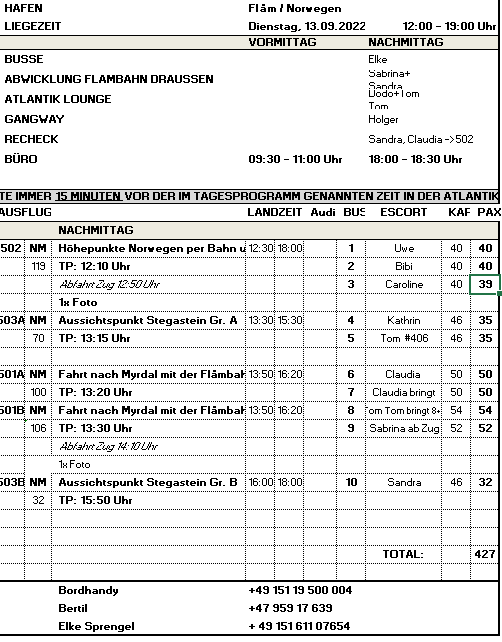 HAFEN Flåm / Norwegen
LIEGEZEIT Dienstag, 13.09.2022 12:00 - 19:00 Uhr
VORMITTAG NACHMITTAG
BUSSE Elke
ABWICKLUNG FLAMBAHN DRAUSSEN Sabrina+ Sandra
ATLANTIK LOUNGE Dodo+Tom Tom
GANGWAY Holger
RECHECK Sandra, Claudia ->502
BÜRO 09:30 - 11:00 Uhr 18:00 - 18:30 Uhr
TE IMMER 15 MINUTEN VOR DER IM TAGESPROGRAMM GENANNTEN ZEIT IN DER ATLANTIK
AUSFLUG LANDZEIT Audi BUS ESCORT KAF PAX
NACHMITTAG
502 NM Höhepunkte Norwegen per Bahn u 12:30 18:00 1 Uwe 40 40
119 TP: 12:10 Uhr 2 Bibi 40 40
Abfahrt Zug 12:50 Uhr 3 Caroline 40 39
1x Foto
503A NM Aussichtspunkt Stegastein Gr. A 13:30 15:30 4 Kathrin 46 35
70 TP: 13:15 Uhr 5 Tom #406 46 35
501A NM Fahrt nach Myrdal mit der Flåmbah 13:50 16:20 6 Claudia 50 50
100 TP: 13:20 Uhr 7 Claudia bringt 50 50
501B NM Fahrt nach Myrdal mit der Flåmbah 13:50 16:20 8 Tom Tom bringt 8+ 54 54
106 TP: 13:30 Uhr 9 Sabrina ab Zug 52 52
Abfahrt Zug 14:10 Uhr
1x Foto
503B NM Aussichtspunkt Stegastein Gr. B 16:00 18:00 10 Sandra 46 32
32 TP: 15:50 Uhr
TOTAL: 427
Bordhandy +49 151 19 500 004
Bertil +47 959 17 639
Elke Sprengel + 49 151 611 07654